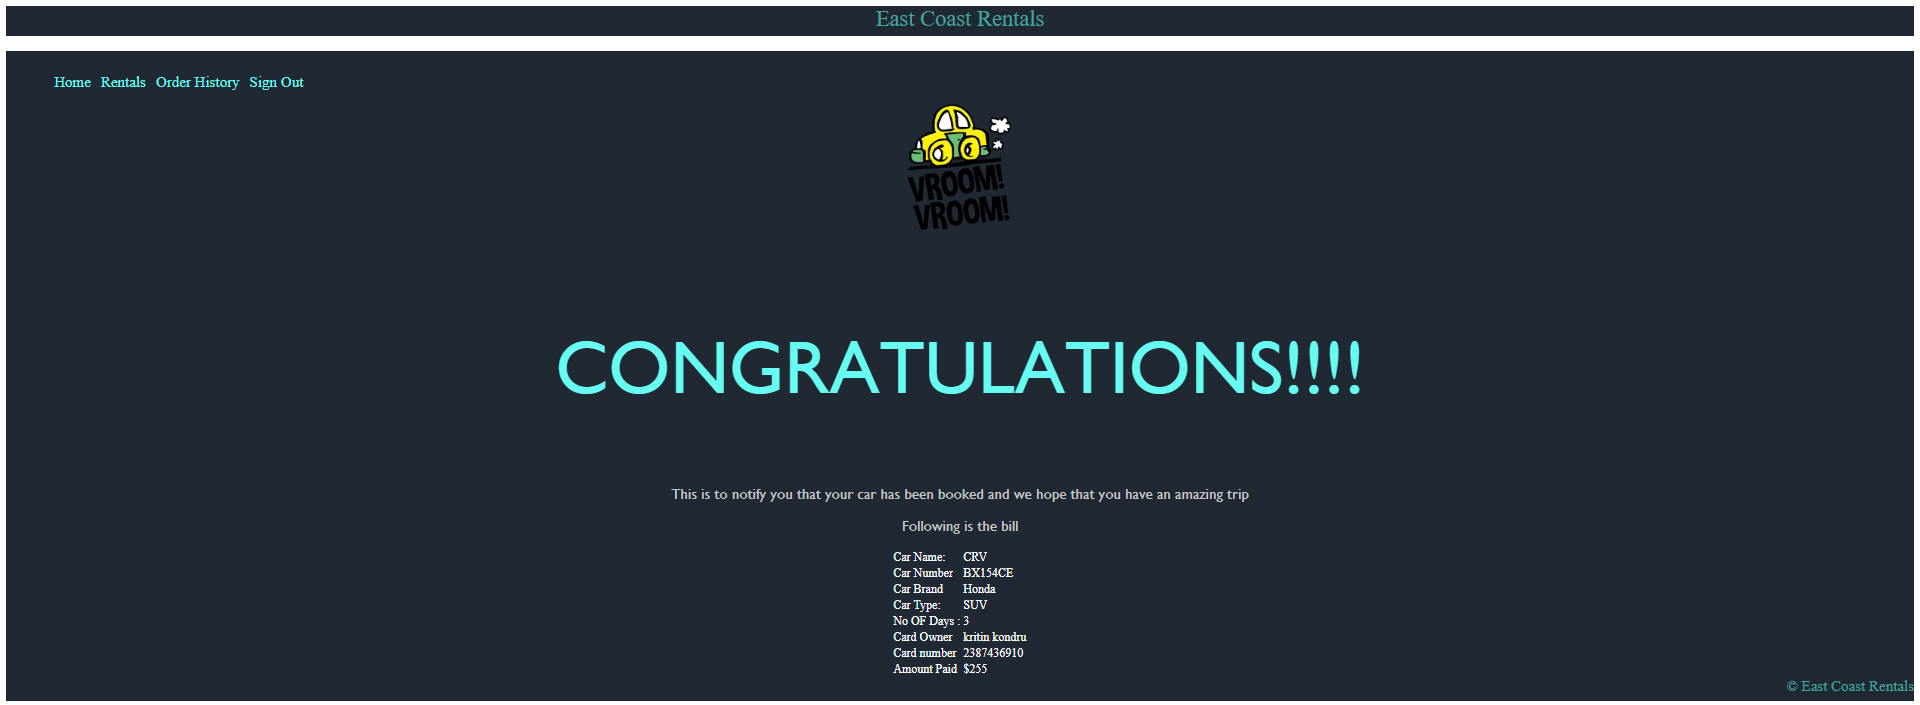 East Coast Rentals
Home Rentals Order History Sign Out
VROOM!
VROOM!
CONGRATULATIONS!!!!
This is to notify you that your car has been booked and we hope that you have an amazing trip
Following is the bill
Car Name: CRV
Car Number BX154CE
Car Brand Honda
Car Type: SUV
No OF Days : 3
Card Owner kritin kondru
Card number 2387436910
Amount Paid $255
© East Coast Rentals